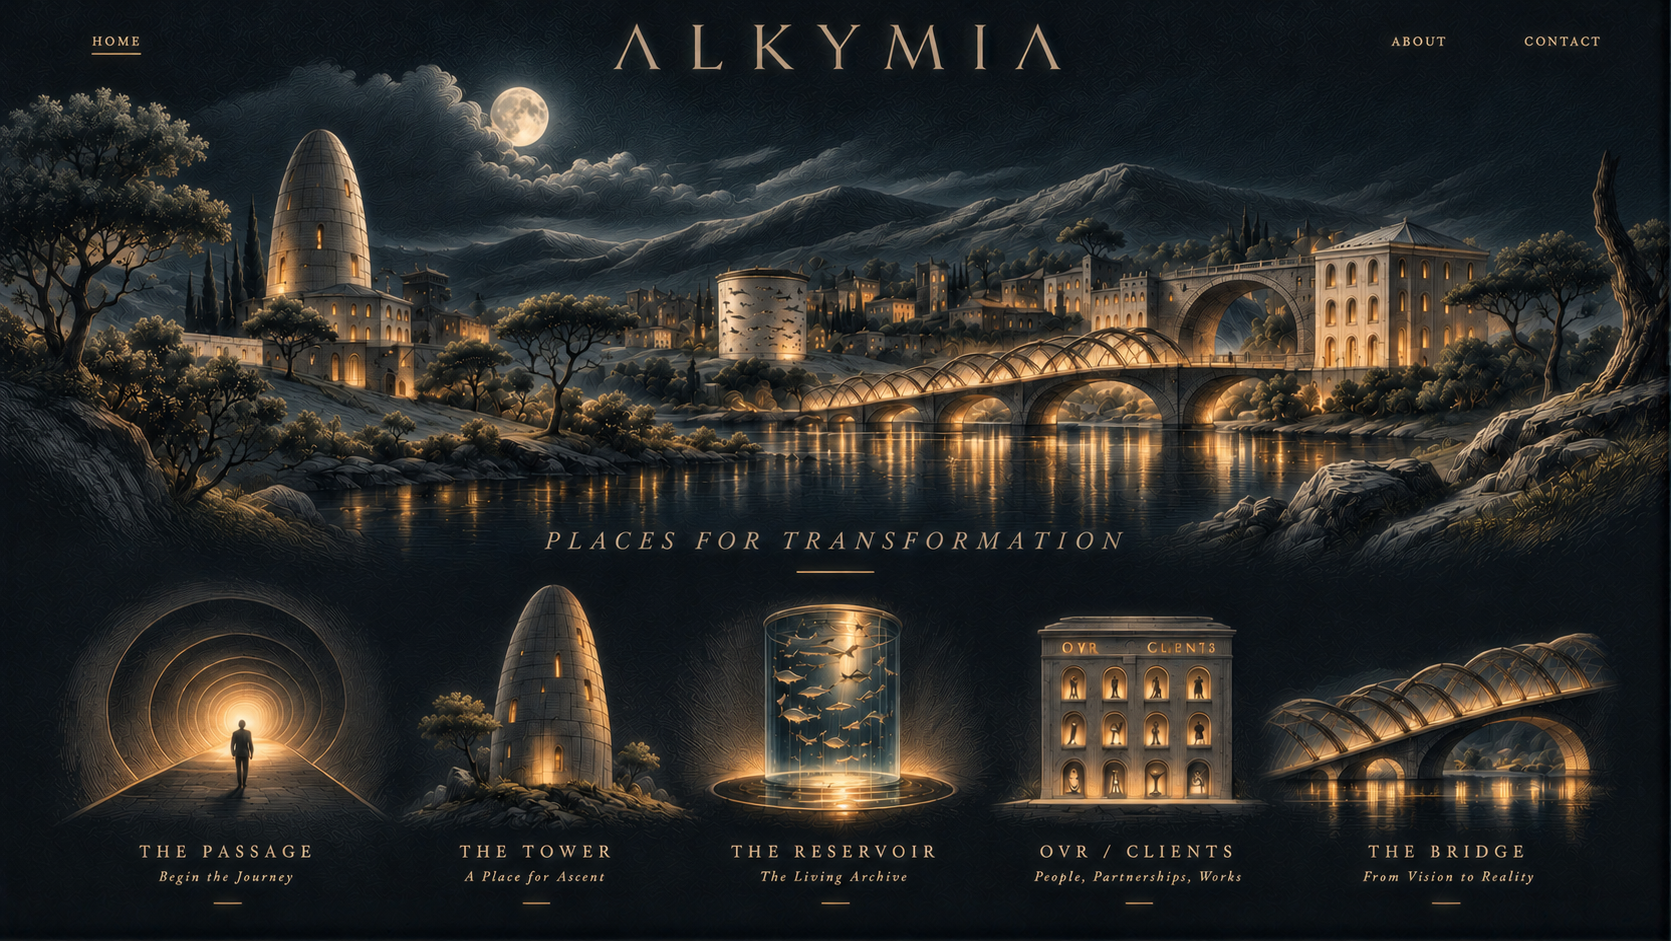 HOME
ALKYMIA
ABOUT
CONTACT
PLACES FOR TRANSFORMATION
OVR CLIENTS
THE PASSAGE
Begin the Journey
THE TOWER
A Place for Ascent
THE RESERVOIR
The Living Archive
OVR / CLIENTS
People, Partnerships, Works
THE BRIDGE
From Vision to Reality